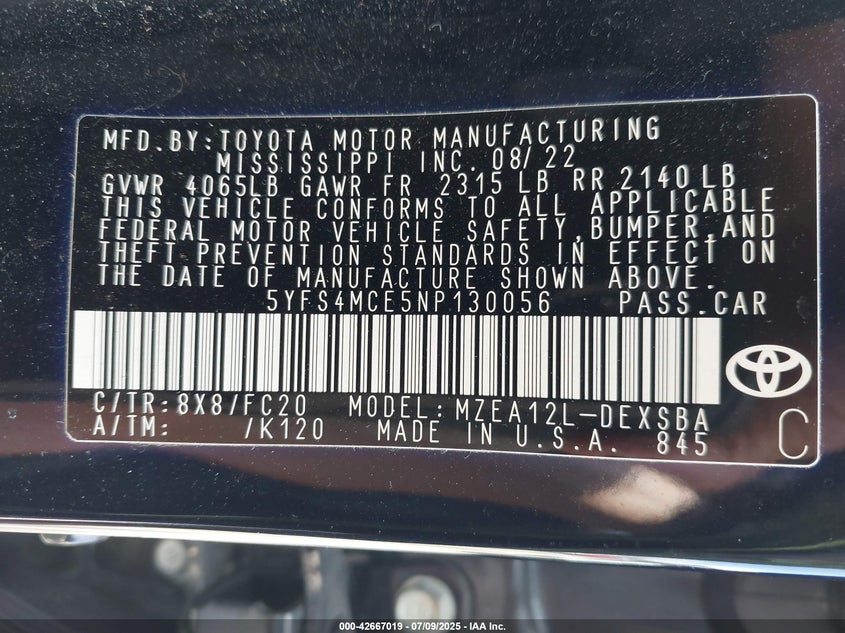 MFD.BY:TOYOTA MOTOR MANUFACTURING
MISSISSIPPI INC. 08/22
GVWR 4065LB GAWR FR 2315 LB RR 2140 LB
THIS VEHICLE CONFORMS TO ALL APPLICABLE
FEDERAL MOTOR VEHICLE SAFETY,BUMPER,AND
THEFT PREVENTION STANDARDS IN EFFECT ON
THE DATE OF MANUFACTURE SHOWN ABOVE.
5YFS4MCE5NP130056 PASS.CAR
C/TR:8X8/FC20 MODEL:MZEA12L-DEXSBA
A/TM: /K120 MADE IN U.S.A. 845
C
000-42667019 / 07/09/2025 - IAA Inc.